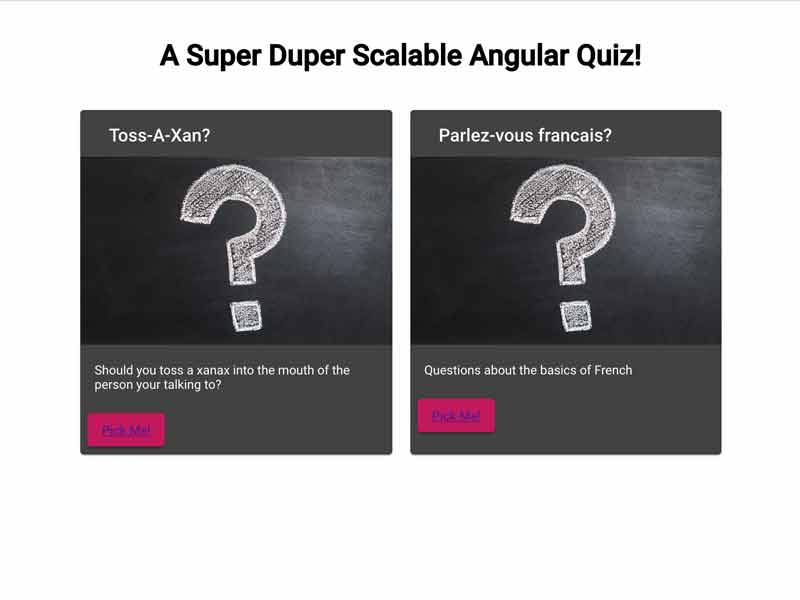 A Super Duper Scalable Angular Quiz!
Toss-A-Xan?
Parlez-vous francais?
Should you toss a xanax into the mouth of the
person your talking to?
Questions about the basics of French
Pick Me!
Pick Me!